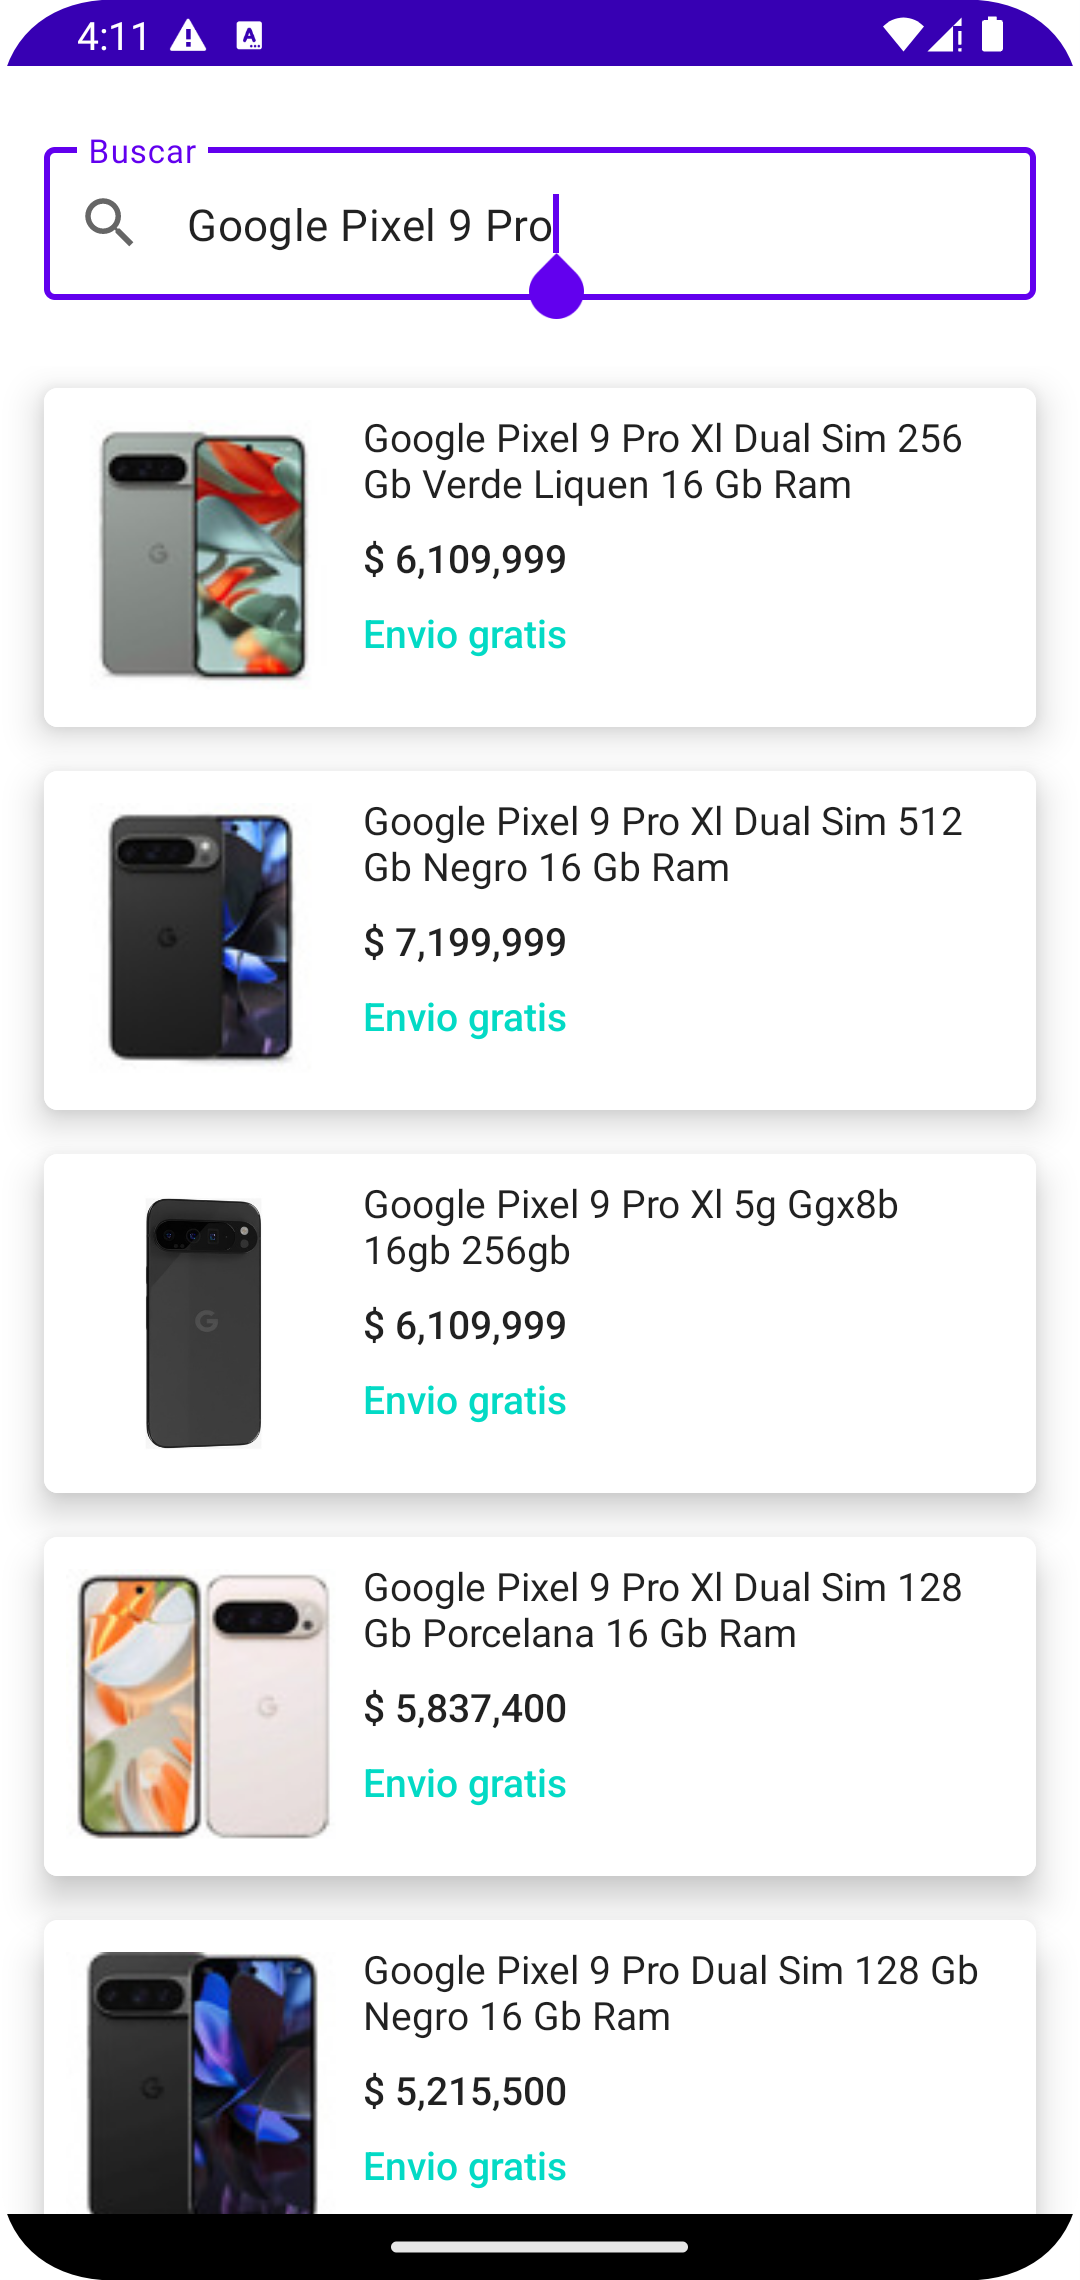 4:11
Buscar
Google Pixel 9 Pro
Google Pixel 9 Pro Xl Dual Sim 256
Gb Verde Liquen 16 Gb Ram
$ 6,109,999
Envio gratis
Google Pixel 9 Pro Xl Dual Sim 512
Gb Negro 16 Gb Ram
$ 7,199,999
Envio gratis
Google Pixel 9 Pro Xl 5g Ggx8b
16gb 256gb
$ 6,109,999
Envio gratis
Google Pixel 9 Pro Xl Dual Sim 128
Gb Porcelana 16 Gb Ram
$ 5,837,400
Envio gratis
Google Pixel 9 Pro Dual Sim 128 Gb
Negro 16 Gb Ram
$ 5,215,500
Envio gratis